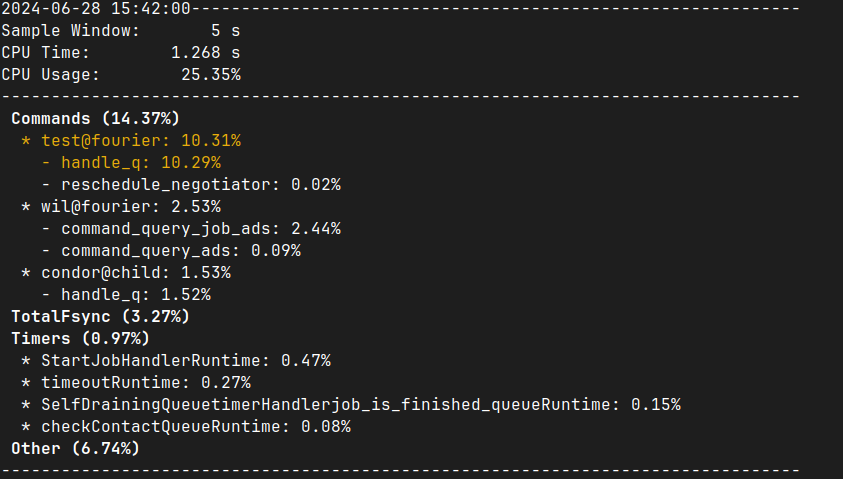 2024-06-28 15:42:00-------------------------------------------------------------
Sample Window:       5 s
CPU Time:        1.268 s
CPU Usage:        25.35%
--------------------------------------------------------------------------------
 Commands (14.37%)
  * test@fourier: 10.31%
    - handle_q: 10.29%
    - reschedule_negotiator: 0.02%
  * wil@fourier: 2.53%
    - command_query_job_ads: 2.44%
    - command_query_ads: 0.09%
  * condor@child: 1.53%
    - handle_q: 1.52%
 TotalFsync (3.27%)
 Timers (0.97%)
  * StartJobHandlerRuntime: 0.47%
  * timeoutRuntime: 0.27%
  * SelfDrainingQueuetimerHandlerjob_is_finished_queueRuntime: 0.15%
  * checkContactQueueRuntime: 0.08%
 Other (6.74%)
--------------------------------------------------------------------------------